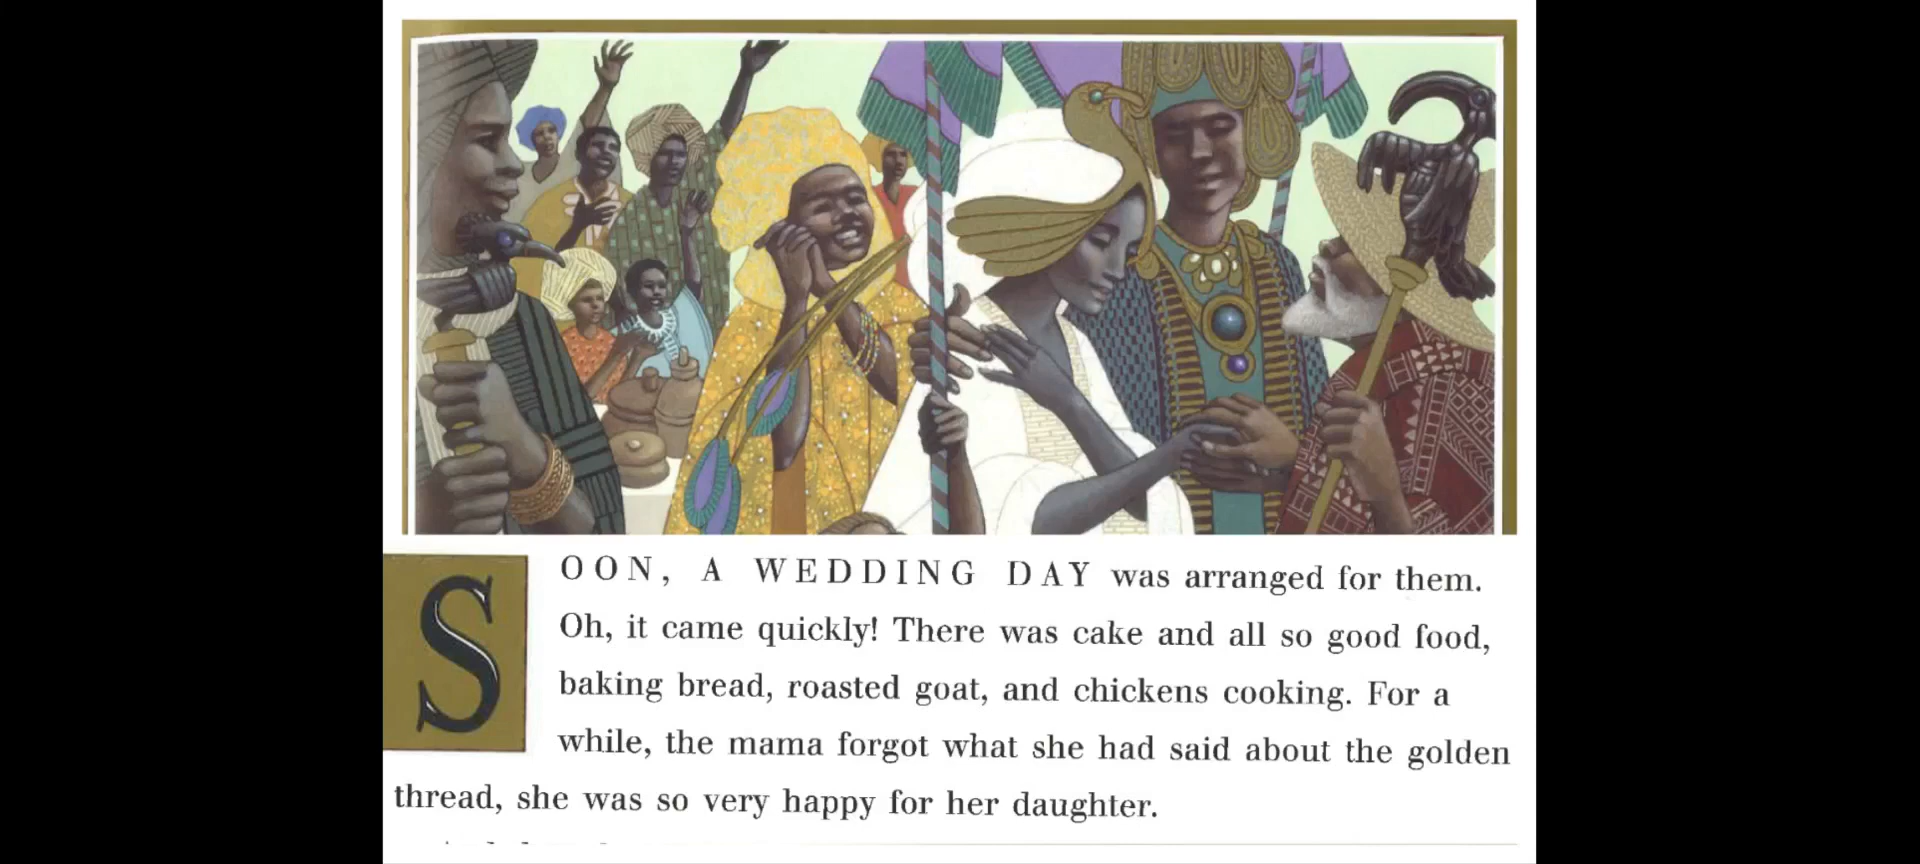 SOON, A WEDDING DAY was arranged for them.
Oh, it came quickly! There was cake and all so good food,
baking bread, roasted goat, and chickens cooking. For a
while, the mama forgot what she had said about the golden
thread, she was so very happy for her daughter.